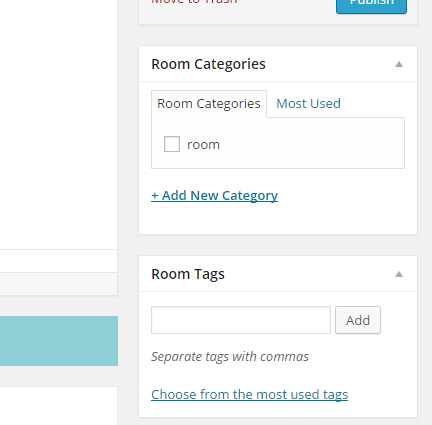 Move to Trash
Publish
Room Categories
Room Categories
Most Used
room
+ Add New Category
Room Tags
Add
Separate tags with commas
Choose from the most used tags